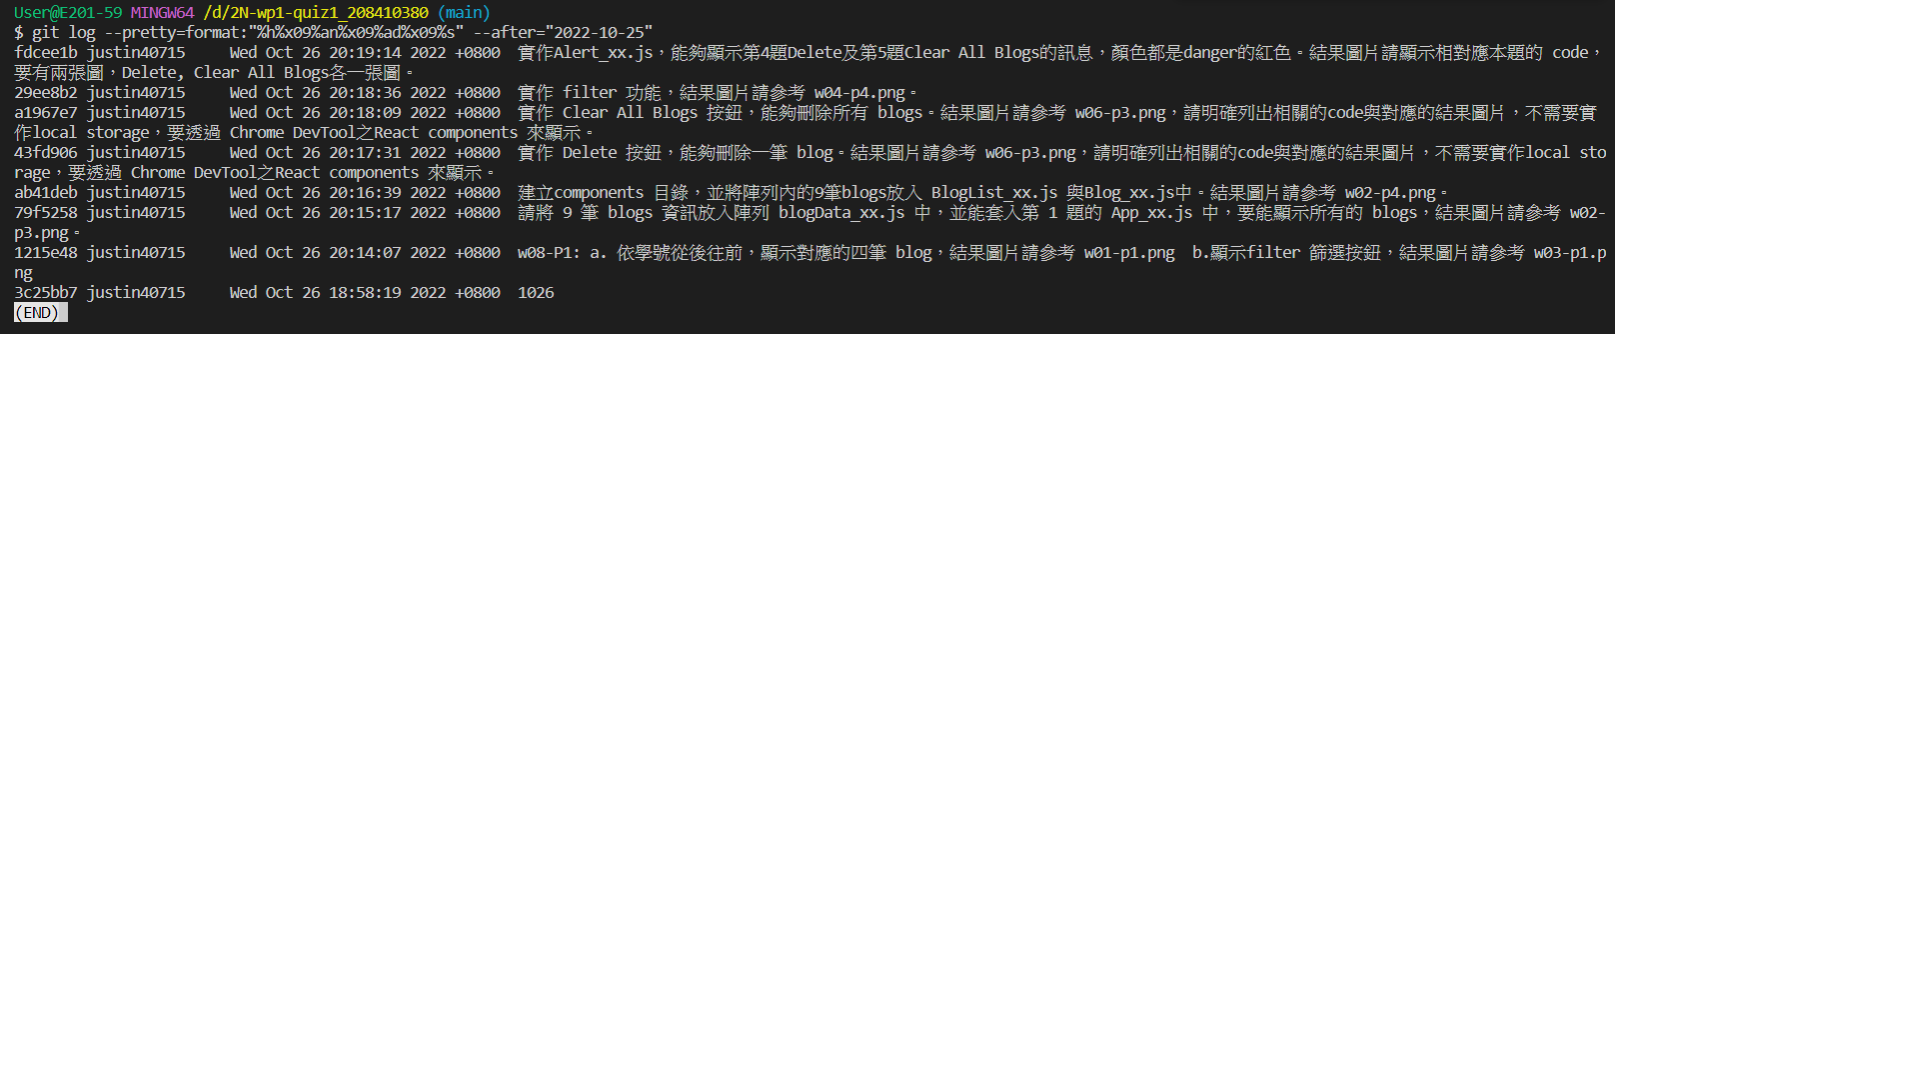 User@E201-59 MINGW64 /d/2N-wp1-quiz1_208410380 (main)
$ git log --pretty=format:"%h%x09%an%x09%ad%x09%s" --after="2022-10-25"
fdcee1b justin40715     Wed Oct 26 20:19:14 2022 +0800  實作Alert_xx.js，能夠顯示第4題Delete及第5題Clear All Blogs的訊息，顏色都是danger的紅色。結果圖片請顯示相對應本題的 code，
要有兩張圖，Delete, Clear All Blogs各一張圖。
29ee8b2 justin40715     Wed Oct 26 20:18:36 2022 +0800  實作 filter 功能，結果圖片請參考 w04-p4.png。
a1967e7 justin40715     Wed Oct 26 20:18:09 2022 +0800  實作 Clear All Blogs 按鈕，能夠刪除所有 blogs。結果圖片請參考 w06-p3.png，請明確列出相關的code與對應的結果圖片，不需要實
作local storage，要透過 Chrome DevTool之React components 來顯示。
43fd906 justin40715     Wed Oct 26 20:17:31 2022 +0800  實作 Delete 按鈕，能夠刪除一筆 blog。結果圖片請參考 w06-p3.png，請明確列出相關的code與對應的結果圖片，不需要實作local sto
rage，要透過 Chrome DevTool之React components 來顯示。
ab41deb justin40715     Wed Oct 26 20:16:39 2022 +0800  建立components 目錄，並將陣列內的9筆blogs放入 BlogList_xx.js 與Blog_xx.js中。結果圖片請參考 w02-p4.png。
79f5258 justin40715     Wed Oct 26 20:15:17 2022 +0800  請將 9 筆 blogs 資訊放入陣列 blogData_xx.js 中，並能套入第 1 題的 App_xx.js 中，要能顯示所有的 blogs，結果圖片請參考 w02-
p3.png。
1215e48 justin40715     Wed Oct 26 20:14:07 2022 +0800  w08-P1: a. 依學號從後往前，顯示對應的四筆 blog，結果圖片請參考 w01-p1.png  b.顯示filter 篩選按鈕，結果圖片請參考 w03-p1.p
ng
3c25bb7 justin40715     Wed Oct 26 18:58:19 2022 +0800  1026
(END)